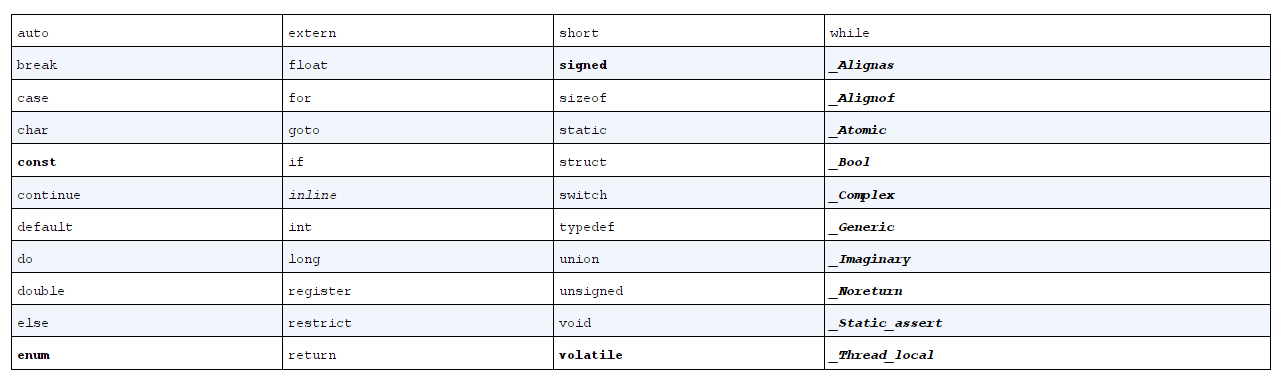 auto extern short while
break float signed _Alignas
case for sizeof _Alignof
char goto static _Atomic
const if struct _Bool
continue inline switch _Complex
default int typedef _Generic
do long union _Imaginary
double register unsigned _Noreturn
else restrict void _Static_assert
enum return volatile _Thread_local